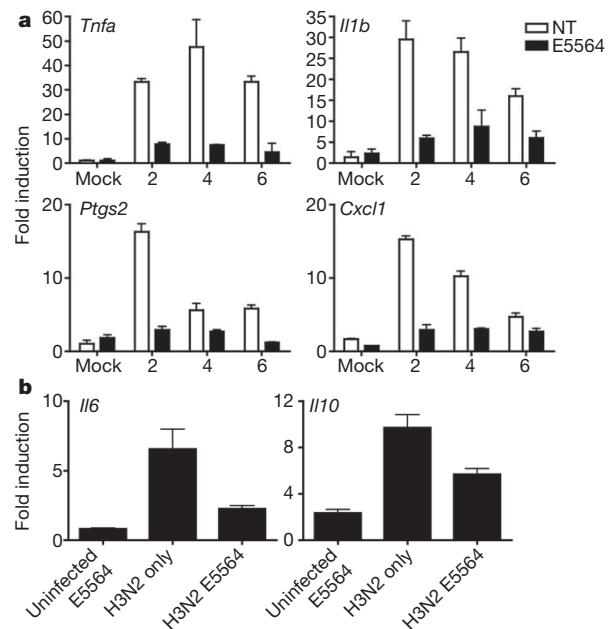 a
Tnfa
Il1b
NT
E5564
Fold induction
60
50
40
30
20
10
0
Mock 2 4 6
35
30
25
20
15
10
5
0
Mock 2 4 6
Ptgs2
Cxcl1
20
10
0
Mock 2 4 6
20
10
0
Mock 2 4 6
b
Il6
Il10
Fold induction
10
5
0
Uninfected
E5564
H3N2 only
H3N2 E5564
12
8
4
0
Uninfected
E5564
H3N2 only
H3N2 E5564